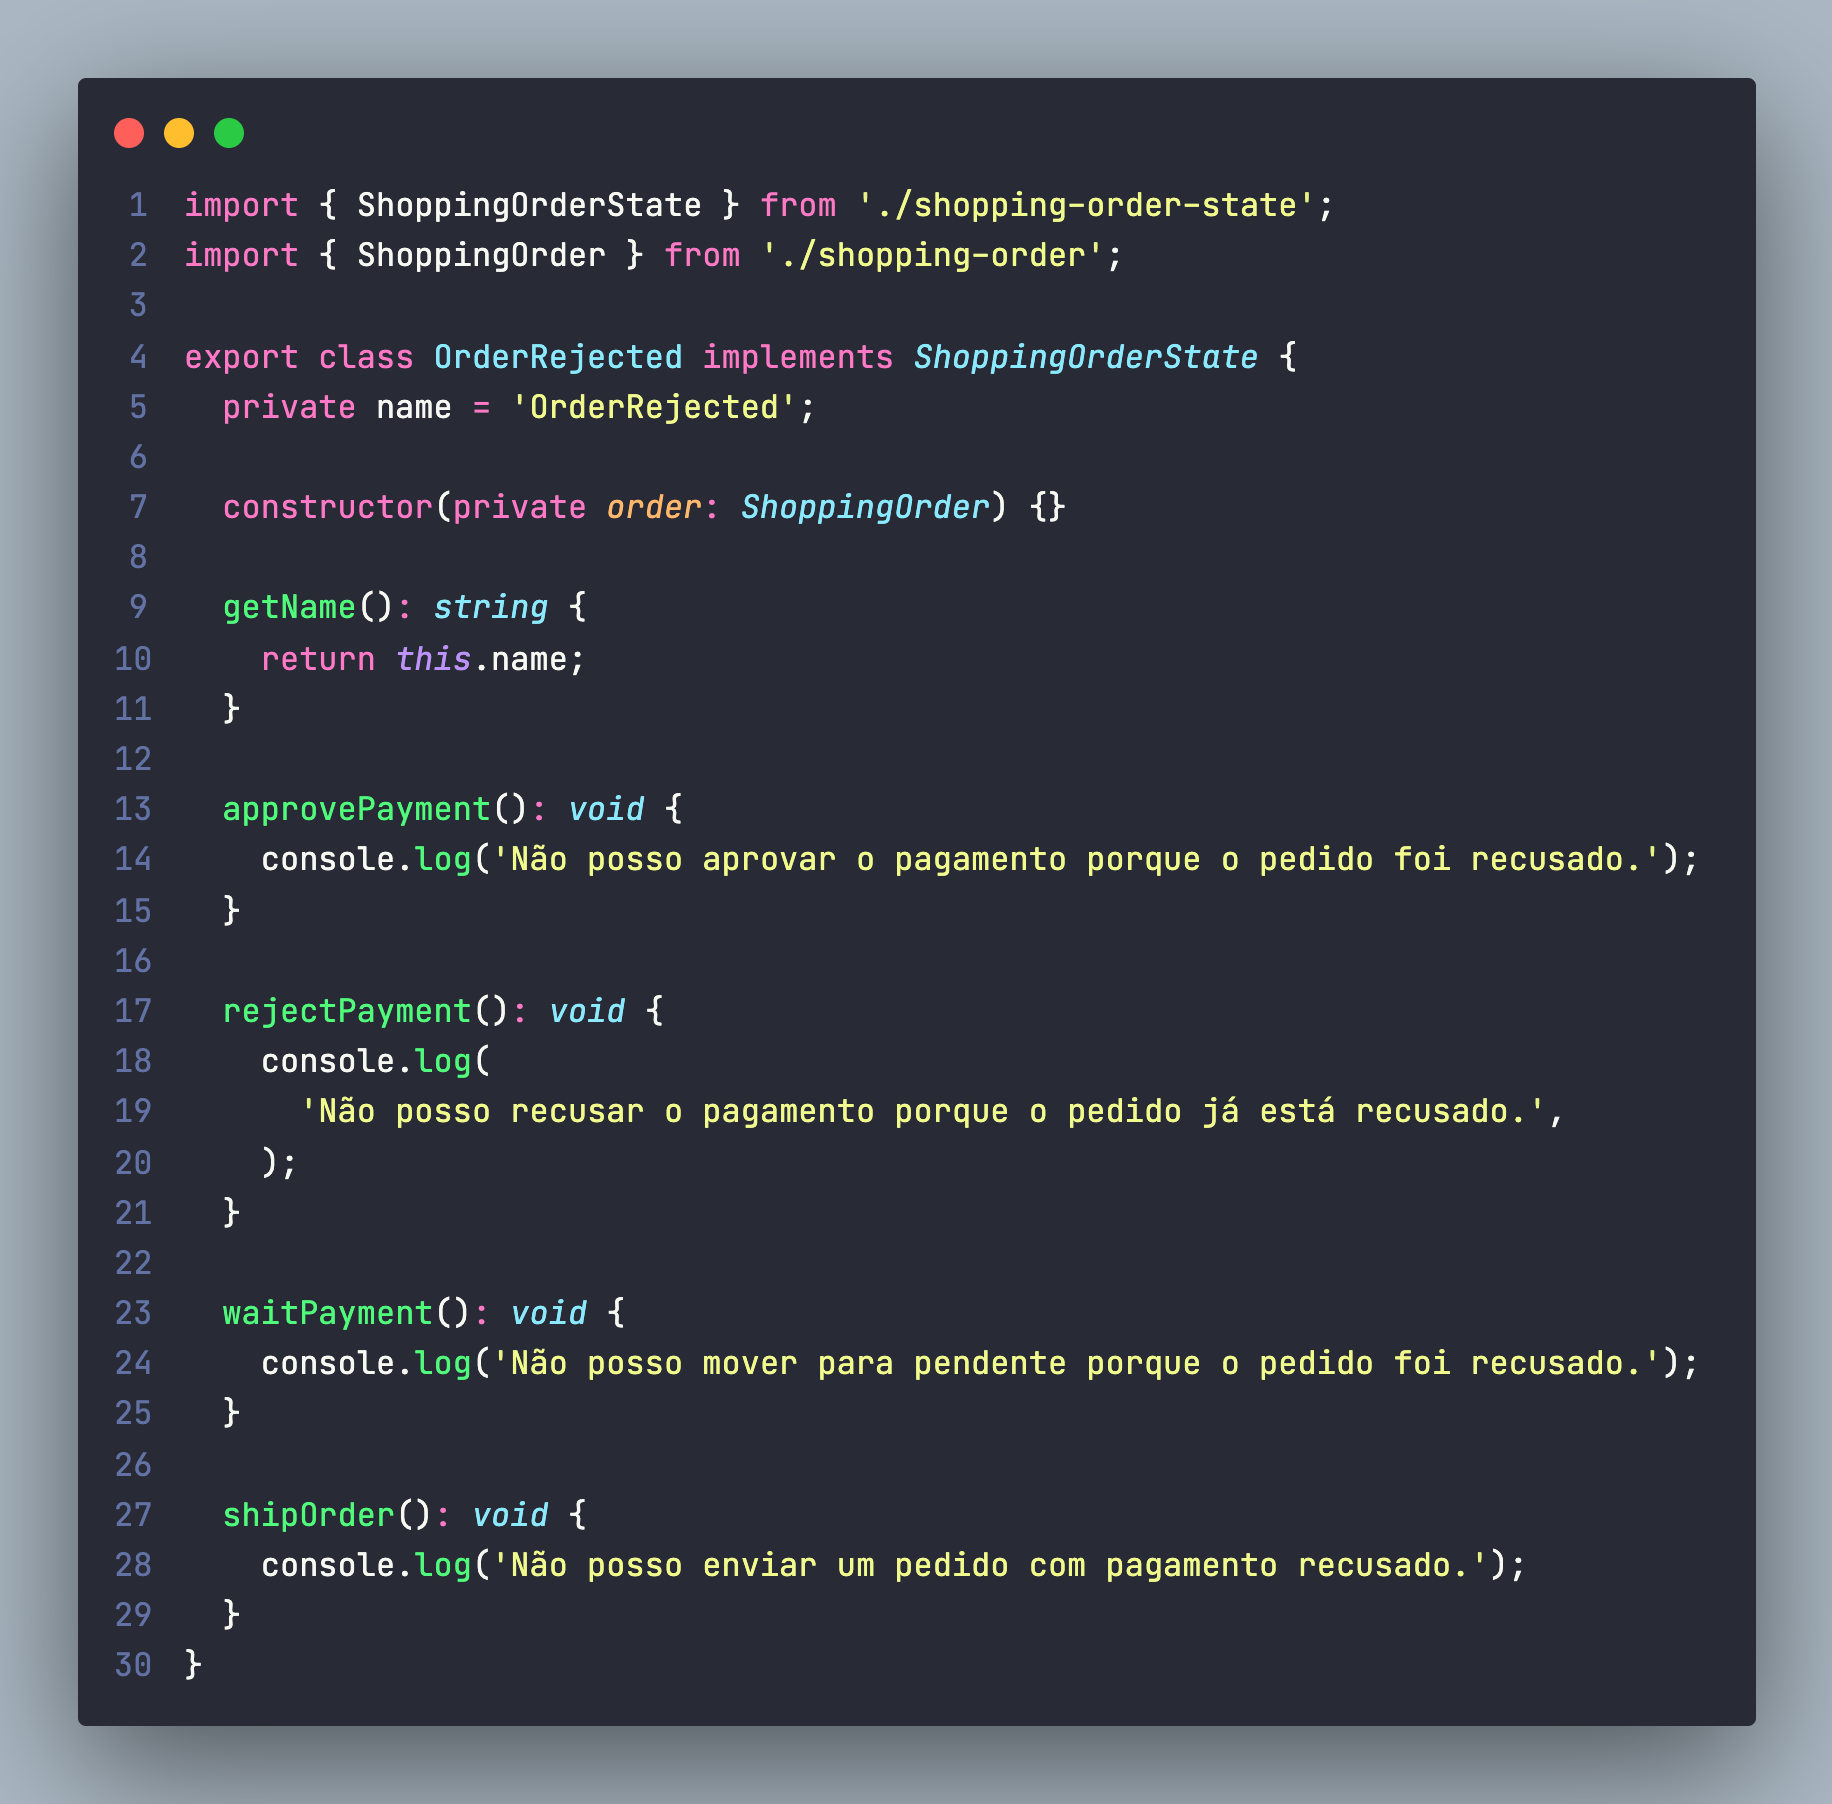 1 import { ShoppingOrderState } from './shopping-order-state';
2 import { ShoppingOrder } from './shopping-order';
3
4 export class OrderRejected implements ShoppingOrderState {
5   private name = 'OrderRejected';
6
7   constructor(private order: ShoppingOrder) {}
8
9   getName(): string {
10     return this.name;
11   }
12
13   approvePayment(): void {
14     console.log('Não posso aprovar o pagamento porque o pedido foi recusado.');
15   }
16
17   rejectPayment(): void {
18     console.log(
19       'Não posso recusar o pagamento porque o pedido já está recusado.',
20     );
21   }
22
23   waitPayment(): void {
24     console.log('Não posso mover para pendente porque o pedido foi recusado.');
25   }
26
27   shipOrder(): void {
28     console.log('Não posso enviar um pedido com pagamento recusado.');
29   }
30 }